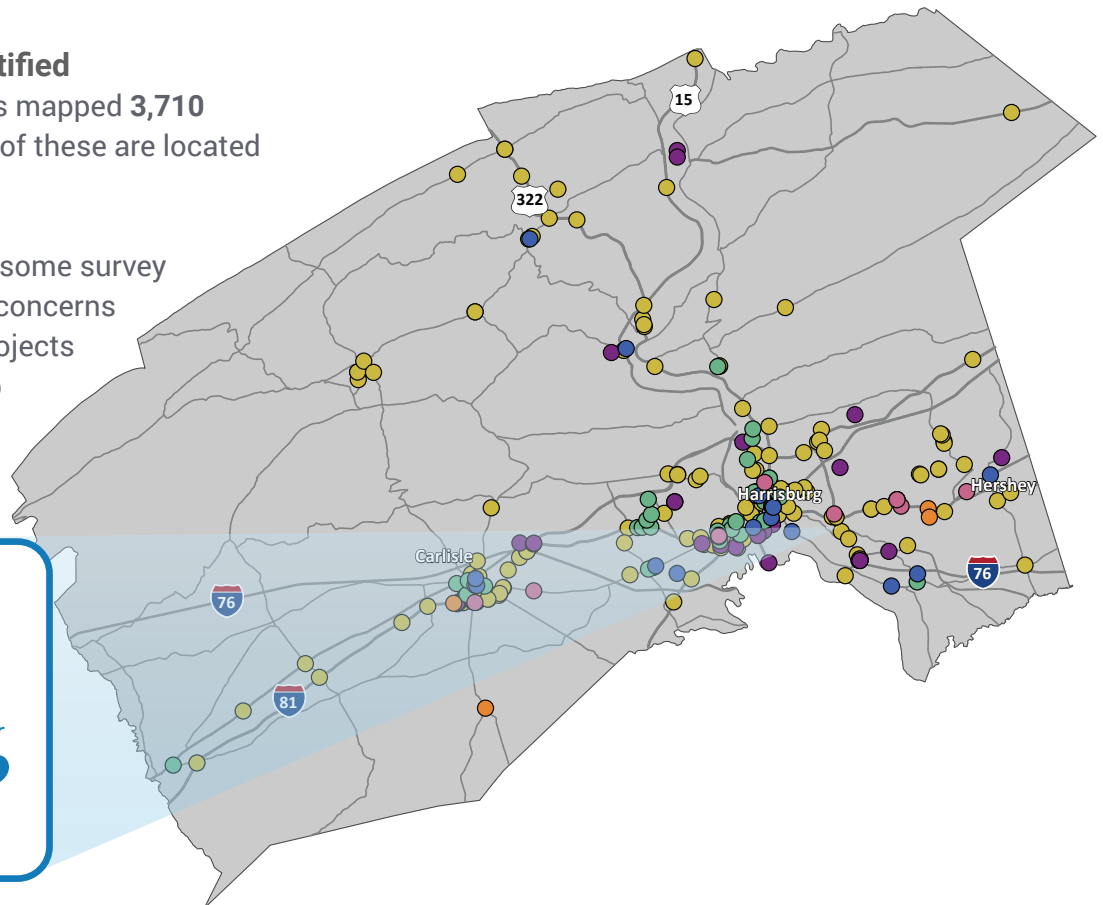 tified
s mapped 3,710
of these are located
some survey
concerns
ojects
15
322
Harrisburg
Hershey
Carlisle
76
76
81